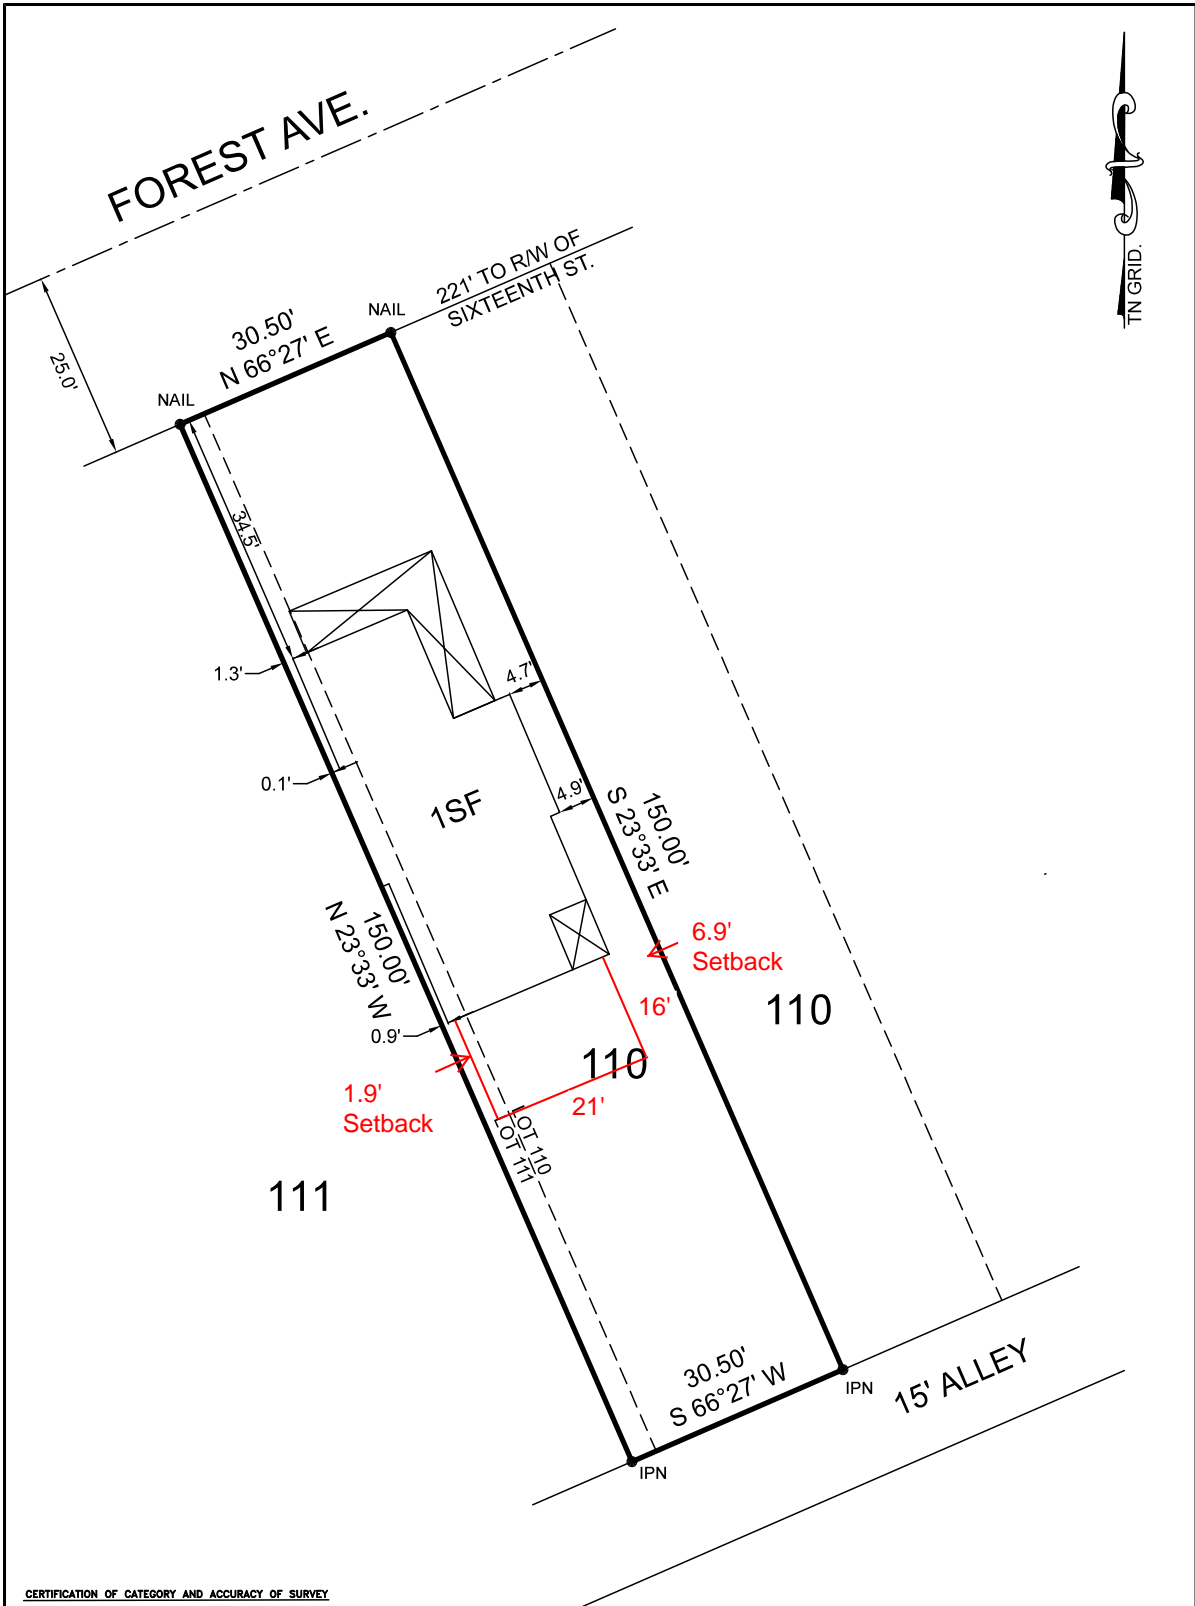 FOREST AVE.
TN GRID.
221' TO R/W OF
SIXTEENTH ST.
NAIL
30.50'
N 66°27' E
25.0'
NAIL
34.5'
1.3'
4.7'
0.1'
4.9'
1SF
150.00'
S 23°33' E
150.00'
N 23°33' W
6.9'
Setback
16'
110
0.9'
110
1.9'
Setback
21'
LOT 110
LOT 111
111
30.50'
S 66°27' W
15' ALLEY
IPN
IPN
CERTIFICATION OF CATEGORY AND ACCURACY OF SURVEY